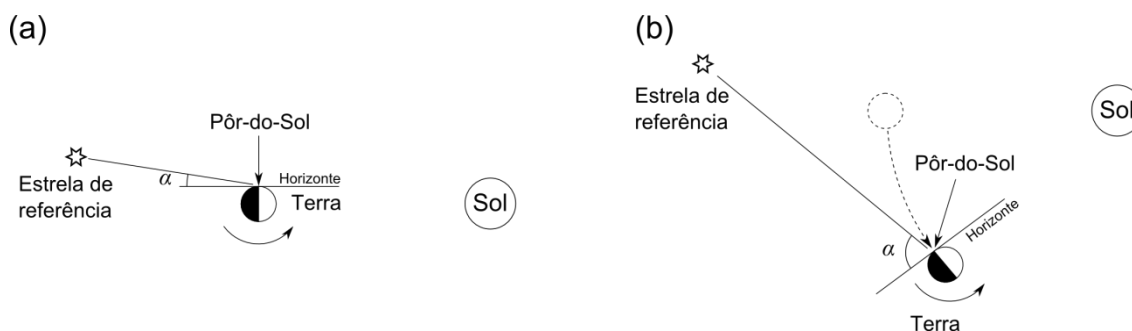 (a)
Pôr-do-Sol
Estrela de
referência
α
Horizonte
Terra
Sol
(b)
Estrela de
referência
Sol
Pôr-do-Sol
α
Horizonte
Terra